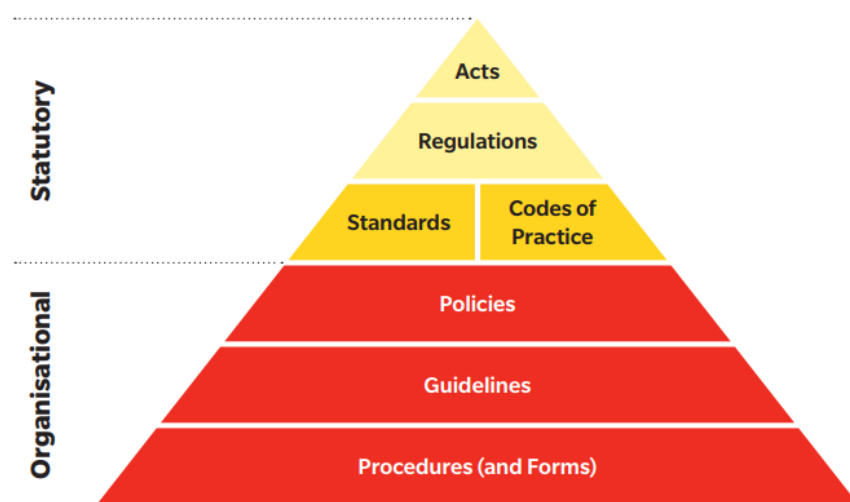 Statutory
Acts
Regulations
Standards
Codes of
Practice
Organisational
Policies
Guidelines
Procedures (and Forms)